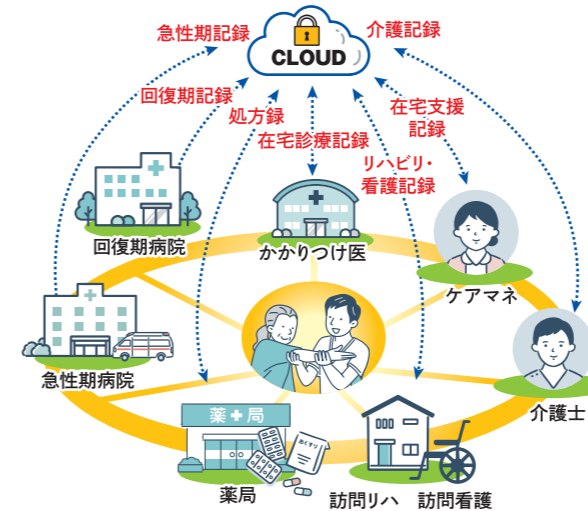 急性期記録
CLOUD
介護記録
回復期記録
処方録
在宅診療記録
在宅支援
記録
リハビリ・
看護記録
回復期病院
かかりつけ医
ケアマネ
急性期病院
介護士
薬局
おくすり
薬局
訪問リハ 訪問看護